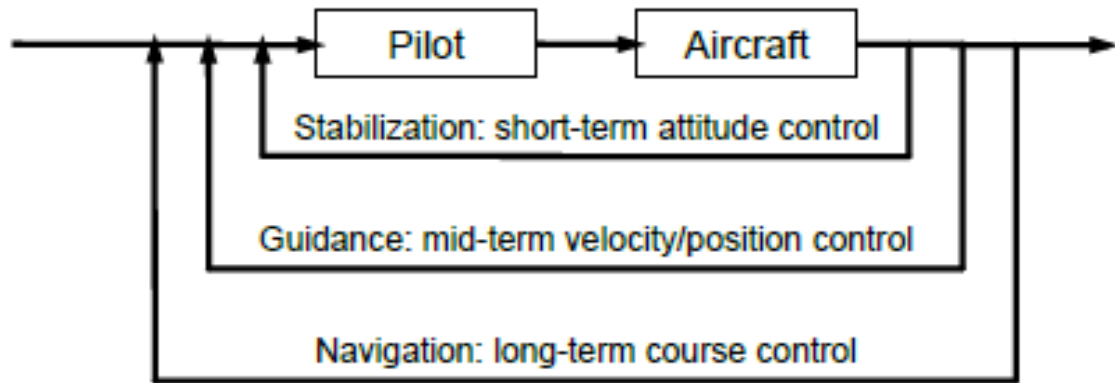 Pilot
Aircraft
Stabilization: short-term attitude control
Guidance: mid-term velocity/position control
Navigation: long-term course control